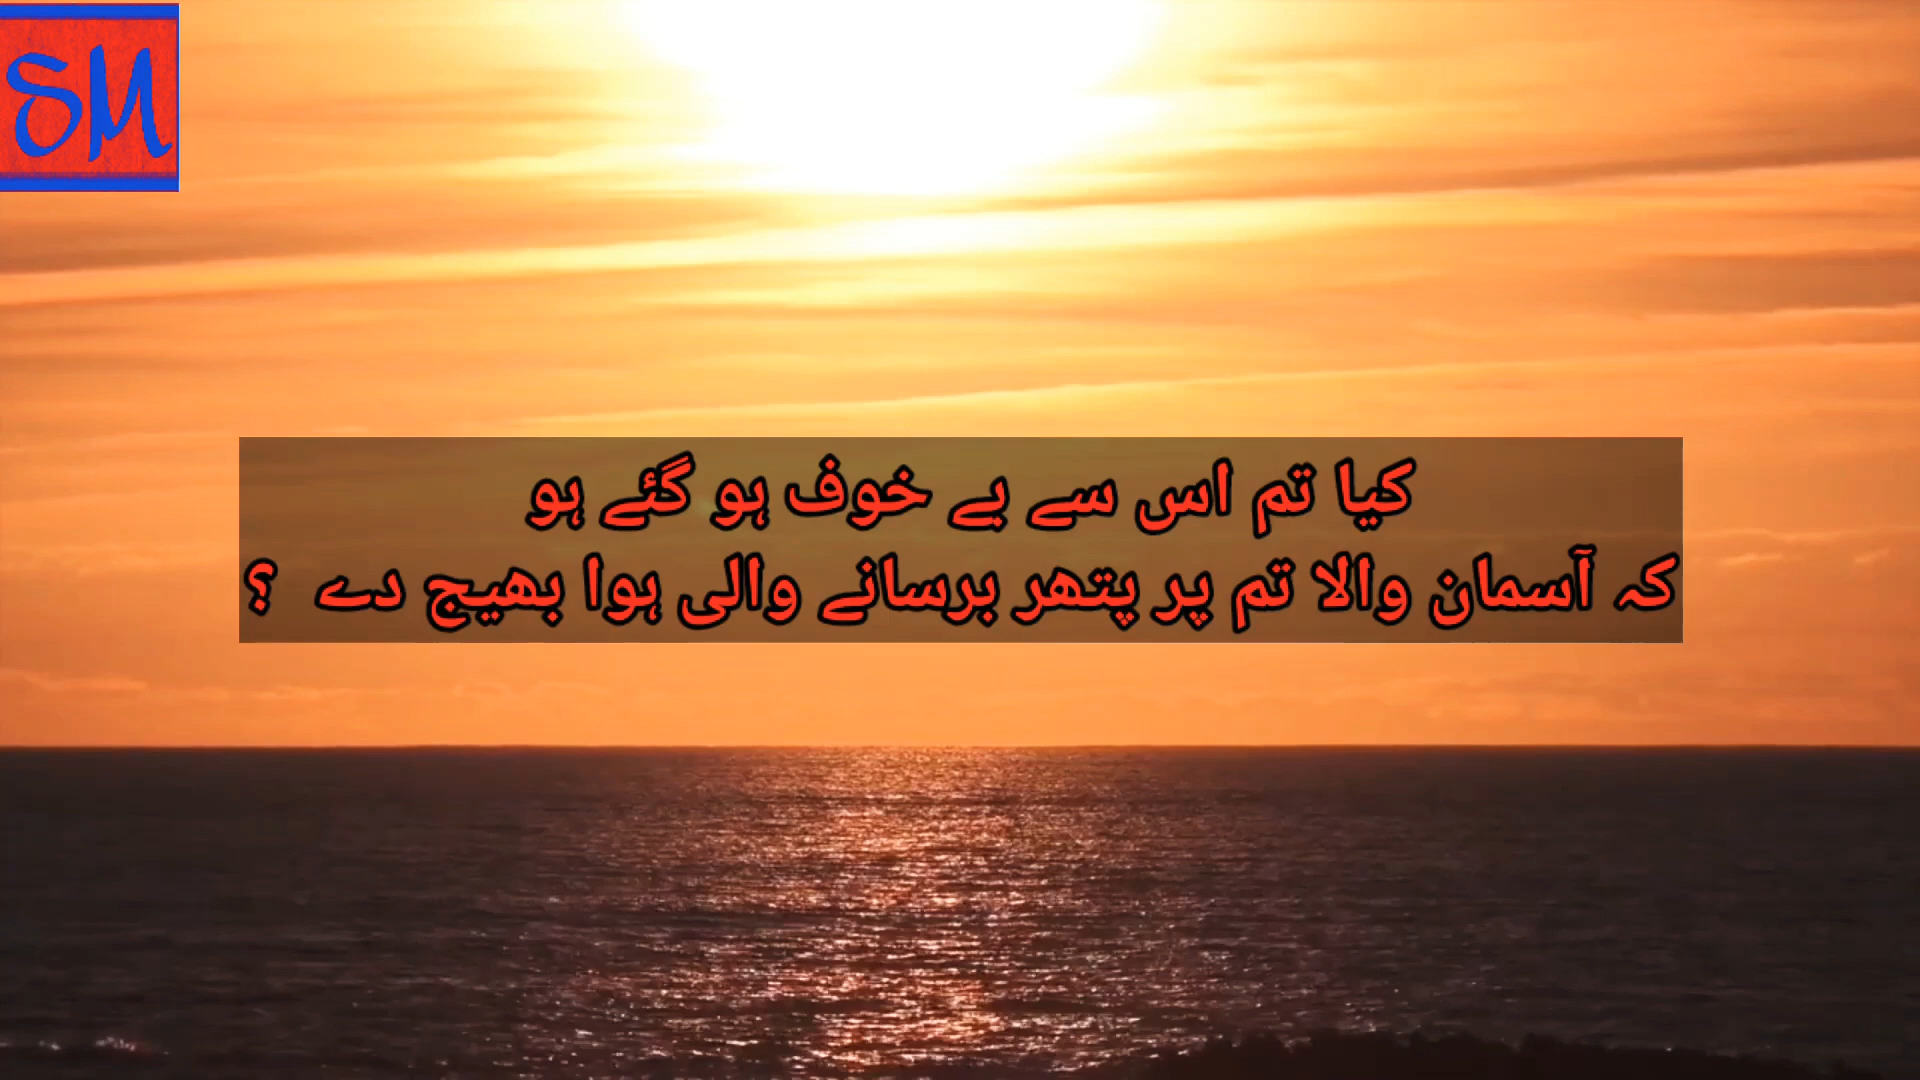 SM
کیا تم اس سے بے خوف ہو گئے ہو
کہ آسمان والا تم پر پتھر برسانے والی ہوا بھیج دے ؟